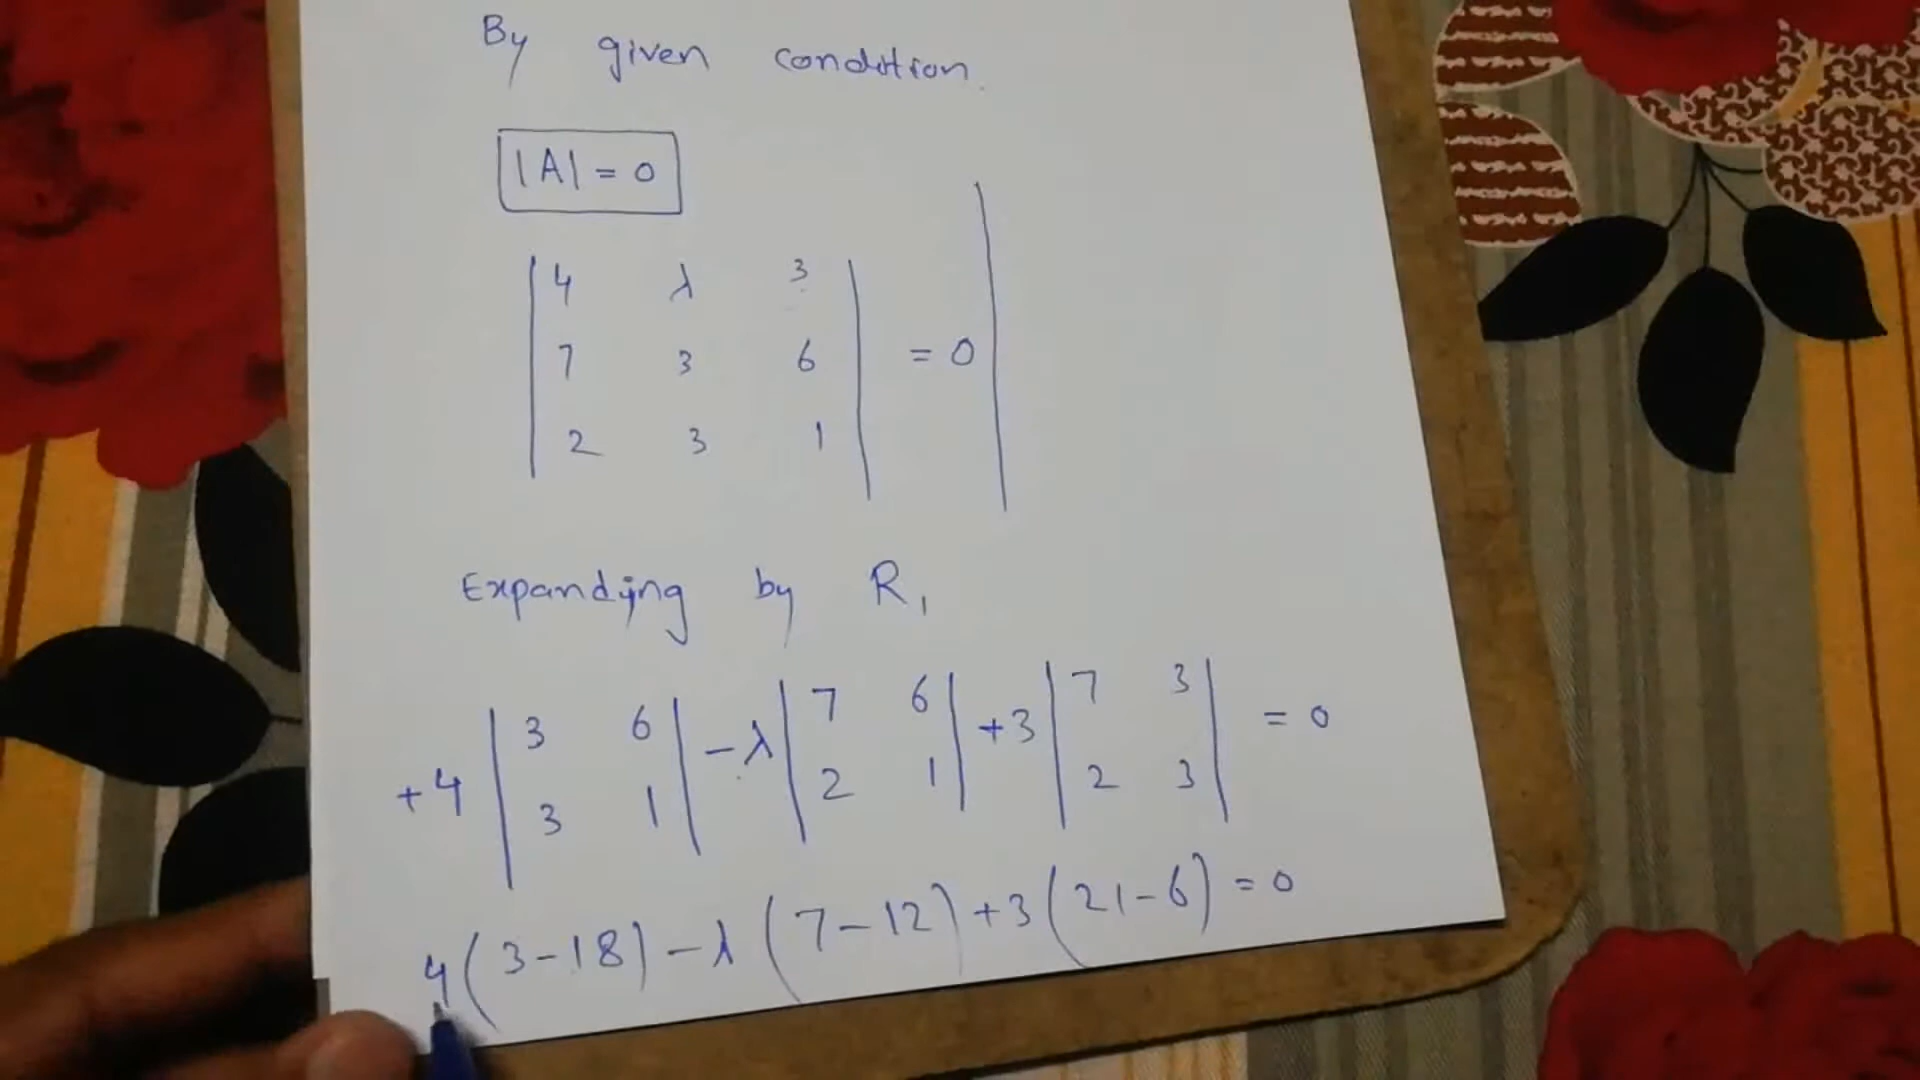 By given condition.
|A| = 0
| 4 λ 3 |
| 7 3 6 | = 0
| 2 3 1 |
Expanding by R₁
+4 | 3 6 | -λ | 7 6 | +3 | 7 3 | = 0
| 3 1 | | 2 1 | | 2 3 |
4(3-18) -λ (7-12) +3(21-6) = 0